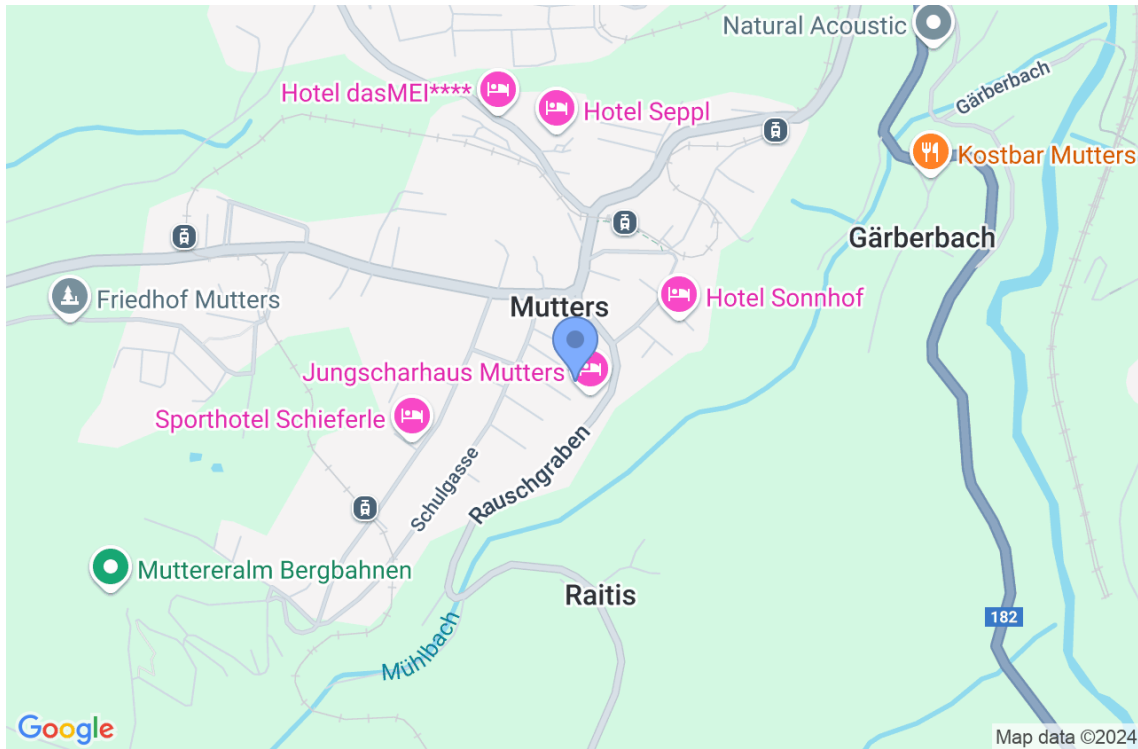 Natural Acoustic
Hotel dasMEI****
Hotel Seppl
Gärberbach
Kostbar Mutters
Gärberbach
Friedhof Mutters
Hotel Sonnhof
Mutters
Jungscharhaus Mutters
Sporthotel Schieferle
Schulgasse
Rauschgraben
Muttereralm Bergbahnen
Raitis
182
Mühlbach
Google
Map data ©2024